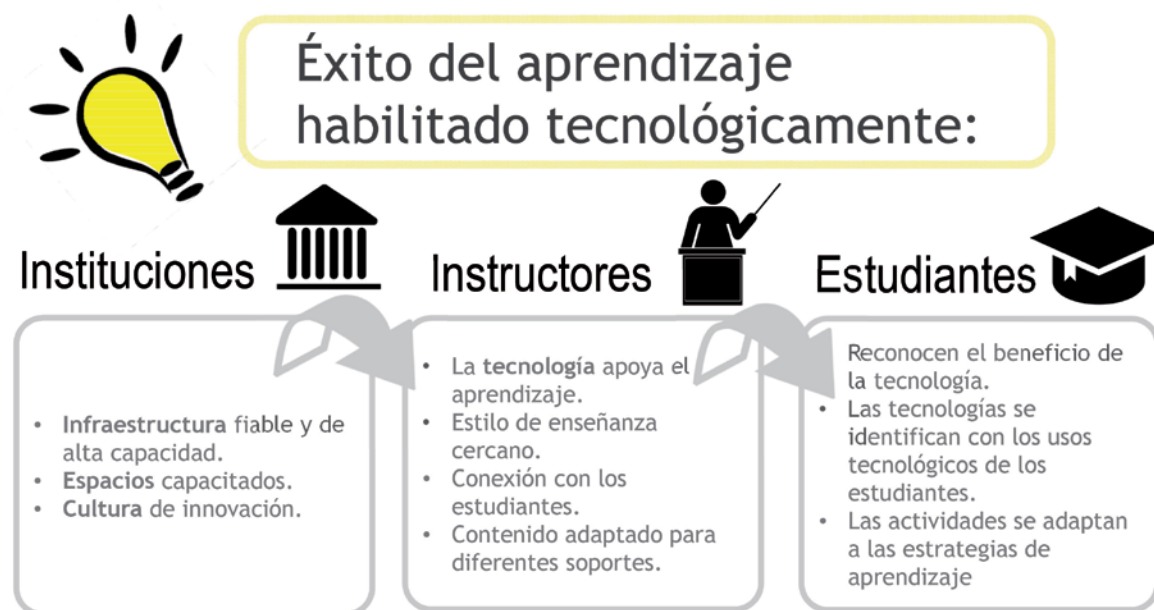 Éxito del aprendizaje
habilitado tecnológicamente:
Instituciones
• Infraestructura fiable y de
alta capacidad.
• Espacios capacitados.
• Cultura de innovación.
Instructores
• La tecnología apoya el
aprendizaje.
• Estilo de enseñanza
cercano.
• Conexión con los
estudiantes.
• Contenido adaptado para
diferentes soportes.
Estudiantes
Reconocen el beneficio de
la tecnología.
• Las tecnologías se
identifican con los usos
tecnológicos de los
estudiantes.
• Las actividades se adaptan
a las estrategias de
aprendizaje